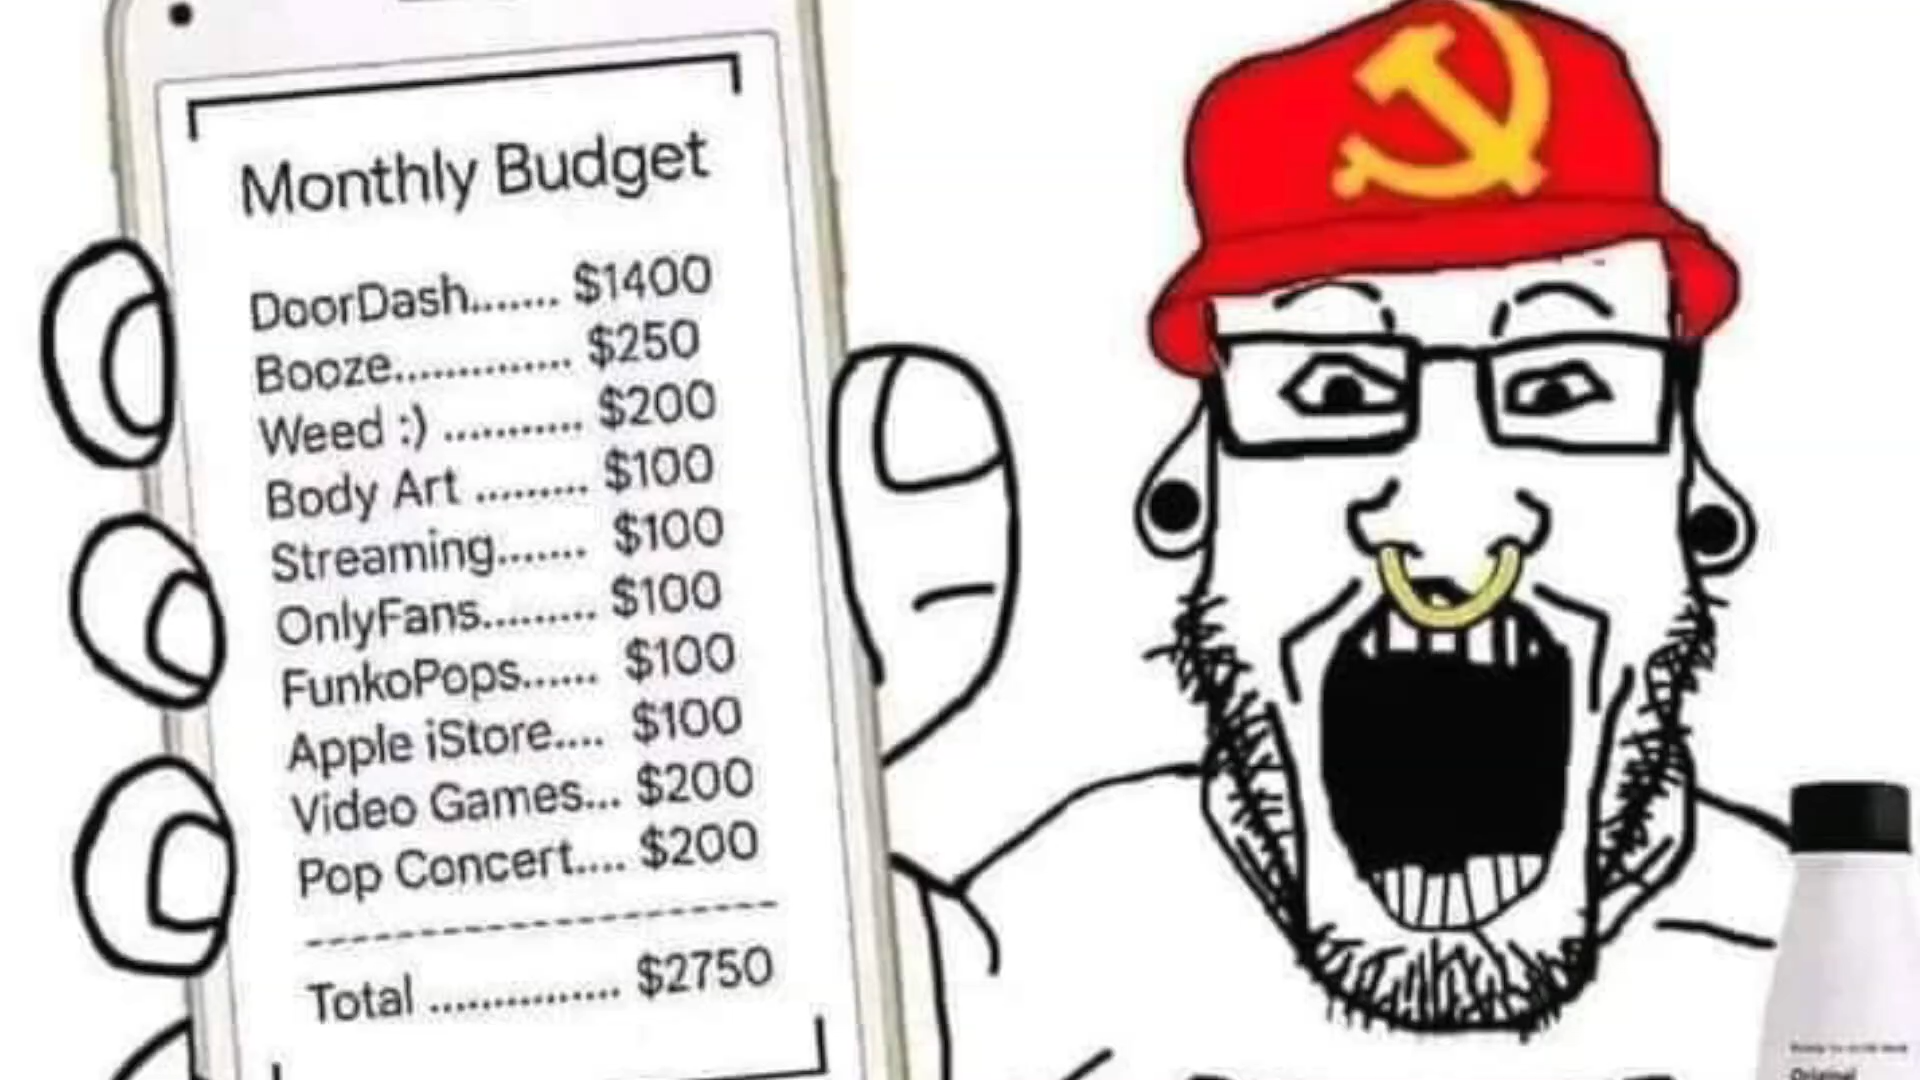 Monthly Budget
DoorDash....... $1400
Booze.............. $250
Weed :) ........... $200
Body Art ......... $100
Streaming....... $100
OnlyFans......... $100
FunkoPops...... $100
Apple iStore.... $100
Video Games... $200
Pop Concert.... $200
Total ............... $2750
Original